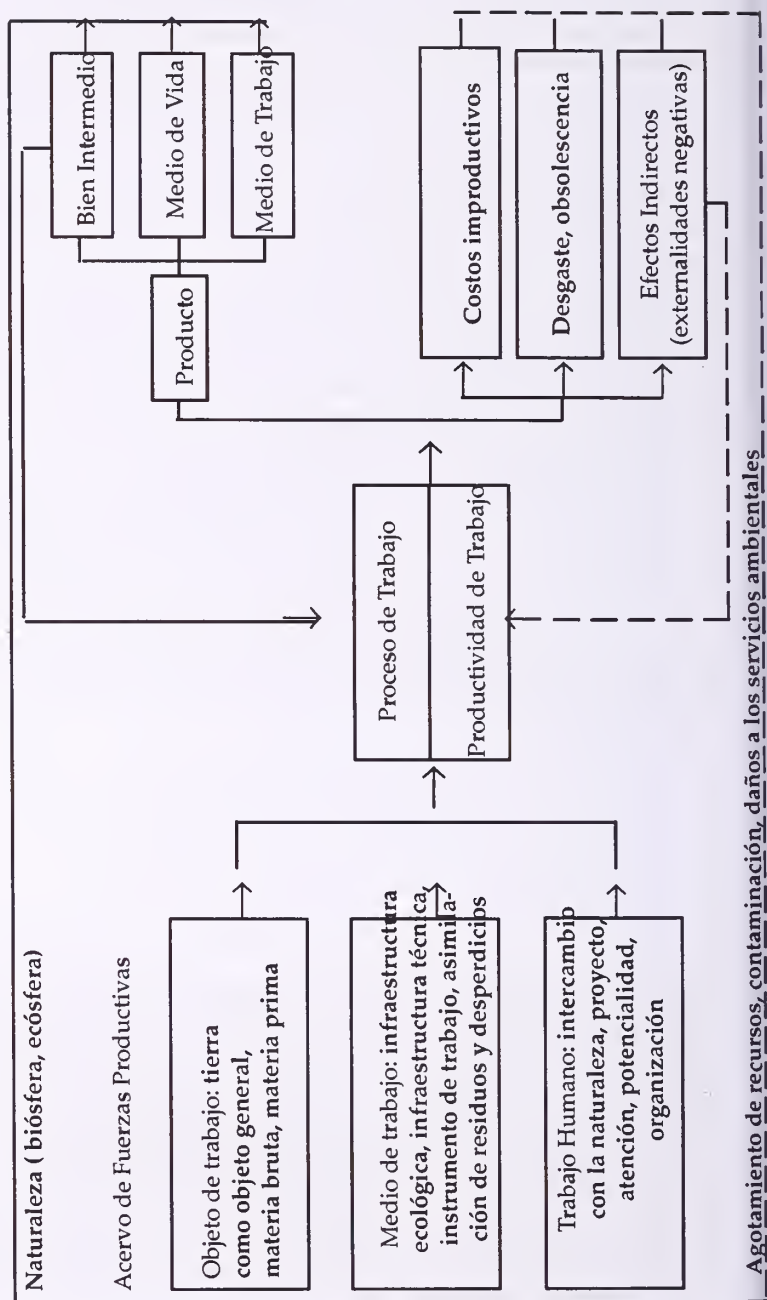 Naturaleza ( biósfera, ecósfera)
Acervo de Fuerzas Productivas
Objeto de trabajo: tierra
como objeto general,
materia bruta, materia prima
Medio de trabajo: infraestructura
ecológica, infraestructura técnica,
instrumento de trabajo, asimila-
ción de residuos y desperdicios
Trabajo Humano: intercambio
con la naturaleza, proyecto,
atención, potencialidad,
organización
Proceso de Trabajo
Productividad de Trabajo
Producto
Bien Intermedio
Medio de Vida
Medio de Trabajo
Costos improductivos
Desgaste, obsolescencia
Efectos Indirectos
(externalidades negativas)
Agotamiento de recursos, contaminación, daños a los servicios ambientales